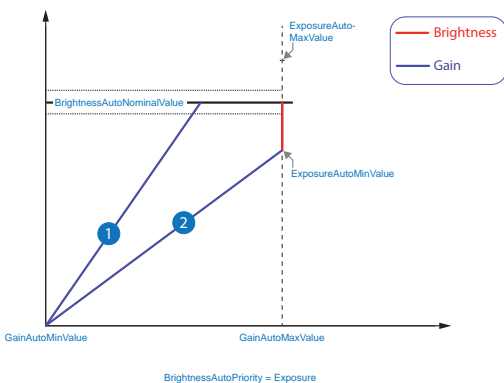 ExposureAuto-
MaxValue
Brightness
Gain
BrightnessAutoNominalValue
ExposureAutoMinValue
1
2
GainAutoMinValue
GainAutoMaxValue
BrightnessAutoPriority = Exposure